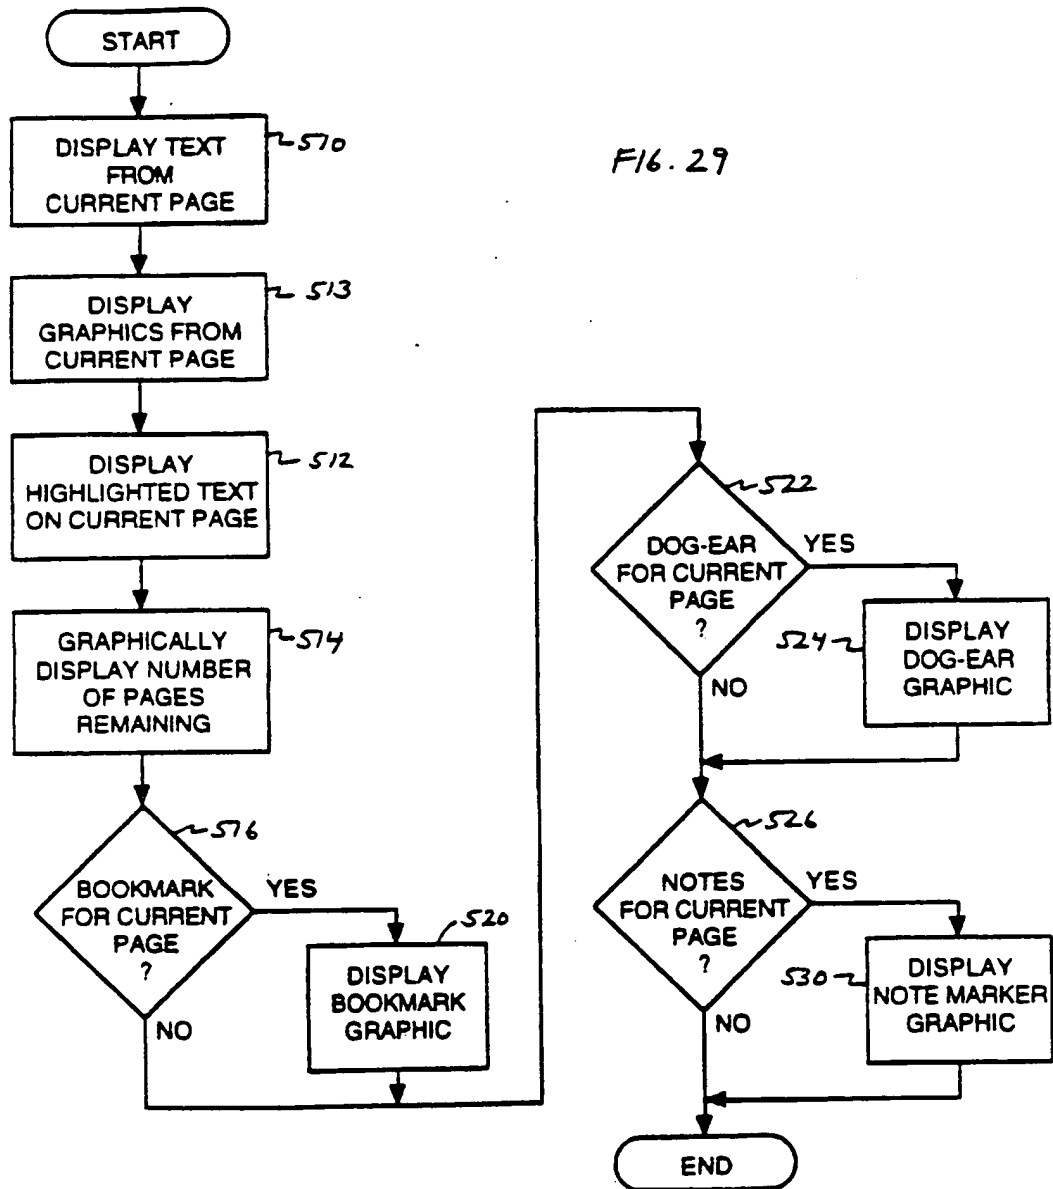 START
DISPLAY TEXT
FROM
CURRENT PAGE
510
FIG. 29
DISPLAY
GRAPHICS FROM
CURRENT PAGE
513
DISPLAY
HIGHLIGHTED TEXT
ON CURRENT PAGE
512
GRAPHICALLY
DISPLAY NUMBER
OF PAGES
REMAINING
514
BOOKMARK
FOR CURRENT
PAGE
?
516
YES
NO
DISPLAY
BOOKMARK
GRAPHIC
520
DOG-EAR
FOR CURRENT
PAGE
?
522
YES
NO
DISPLAY
DOG-EAR
GRAPHIC
524
NOTES
FOR CURRENT
PAGE
?
526
YES
NO
DISPLAY
NOTE MARKER
GRAPHIC
530
END